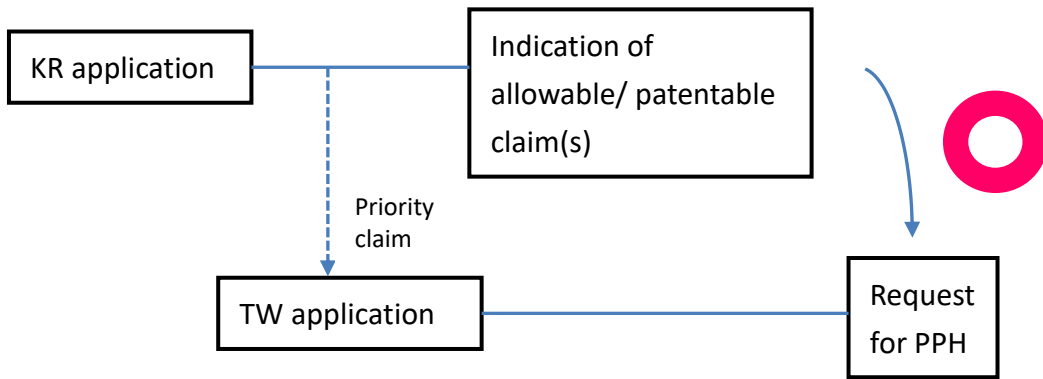 KR application
Indication of
allowable/ patentable
claim(s)
Priority
claim
TW application
Request
for PPH